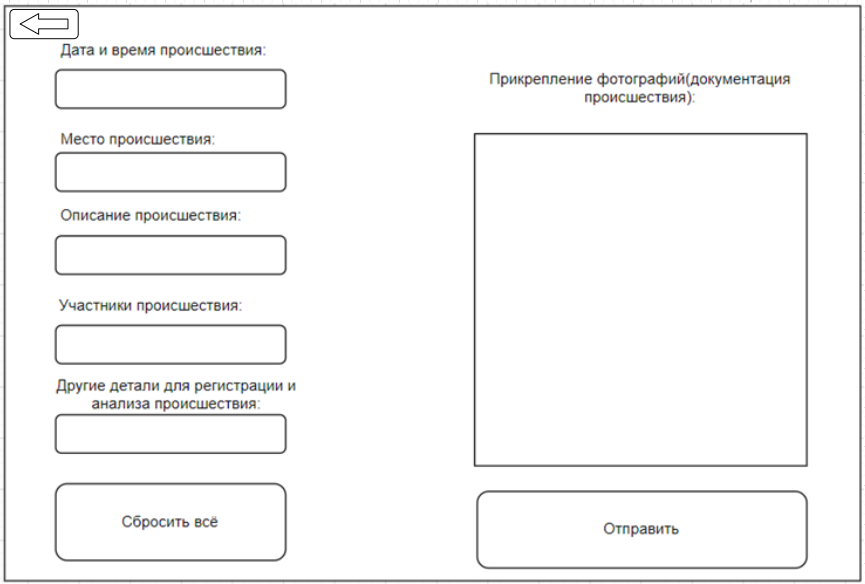 Дата и время происшествия:
Место происшествия:
Описание происшествия:
Участники происшествия:
Другие детали для регистрации и
анализа происшествия:
Сбросить всё
Прикрепление фотографий(документация
происшествия):
Отправить